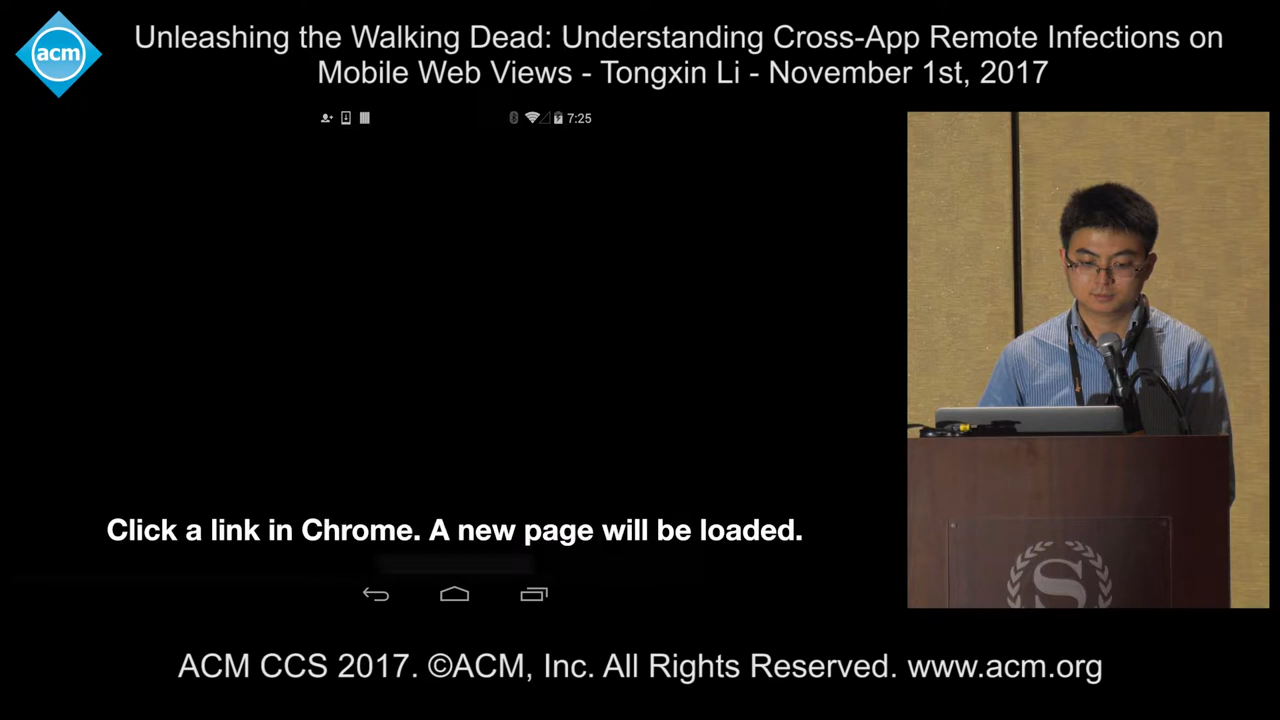 acm
Unleashing the Walking Dead: Understanding Cross-App Remote Infections on
Mobile Web Views - Tongxin Li - November 1st, 2017
7:25
Click a link in Chrome. A new page will be loaded.
S
ACM CCS 2017. ©ACM, Inc. All Rights Reserved. www.acm.org